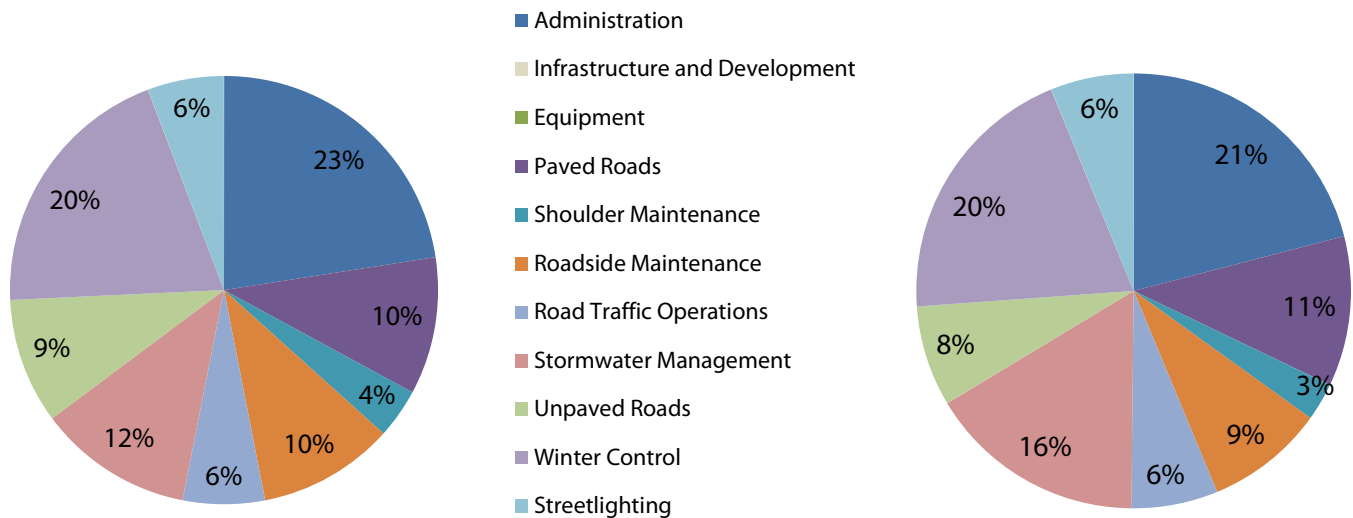 6%
23%
20%
10%
9%
4%
12%
10%
6%
Administration
Infrastructure and Development
Equipment
Paved Roads
Shoulder Maintenance
Roadside Maintenance
Road Traffic Operations
Stormwater Management
Unpaved Roads
Winter Control
Streetlighting
6%
21%
20%
11%
8%
3%
9%
16%
6%